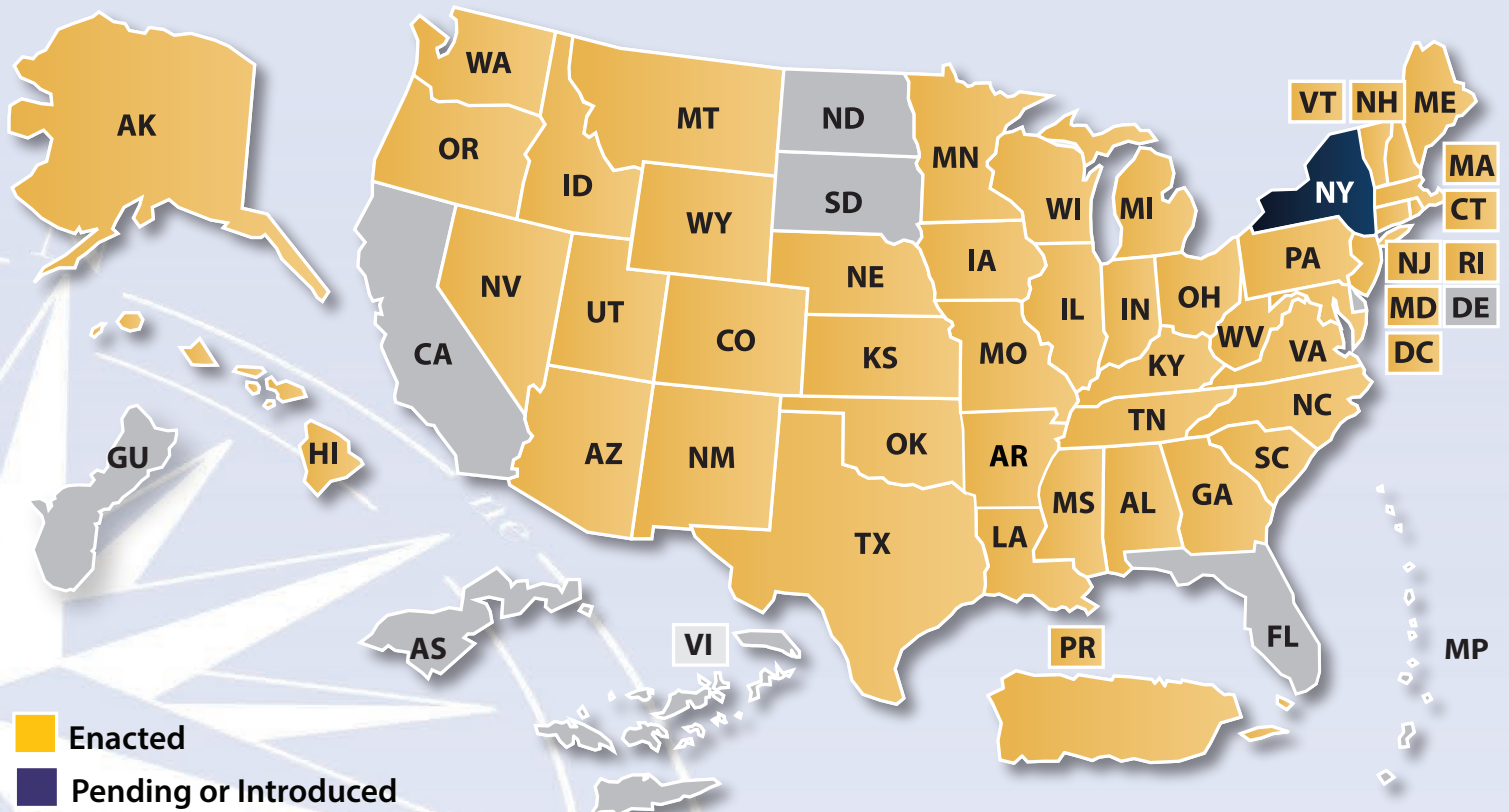 WA
VT NH ME
AK
MT
ND
OR
MN
MA
ID
SD
WI
MI
NY
CT
WY
IA
PA
NJ RI
NV
NE
UT
IL
IN
OH
MD DE
CO
WV
VA
DC
CA
KS
MO
KY
NC
TN
HI
AZ
NM
OK
AR
SC
GU
MS
AL
GA
ne
TX
LA
FL
AS
VI
PR
MP
Enacted
Pending or Introduced